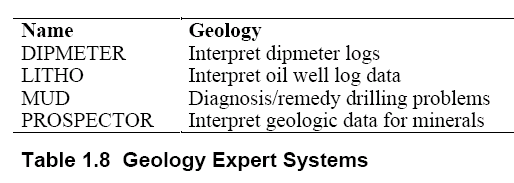 Name Geology
DIPMETER Interpret dipmeter logs
LITHO Interpret oil well log data
MUD Diagnosis/remedy drilling problems
PROSPECTOR Interpret geologic data for minerals
Table 1.8 Geology Expert Systems